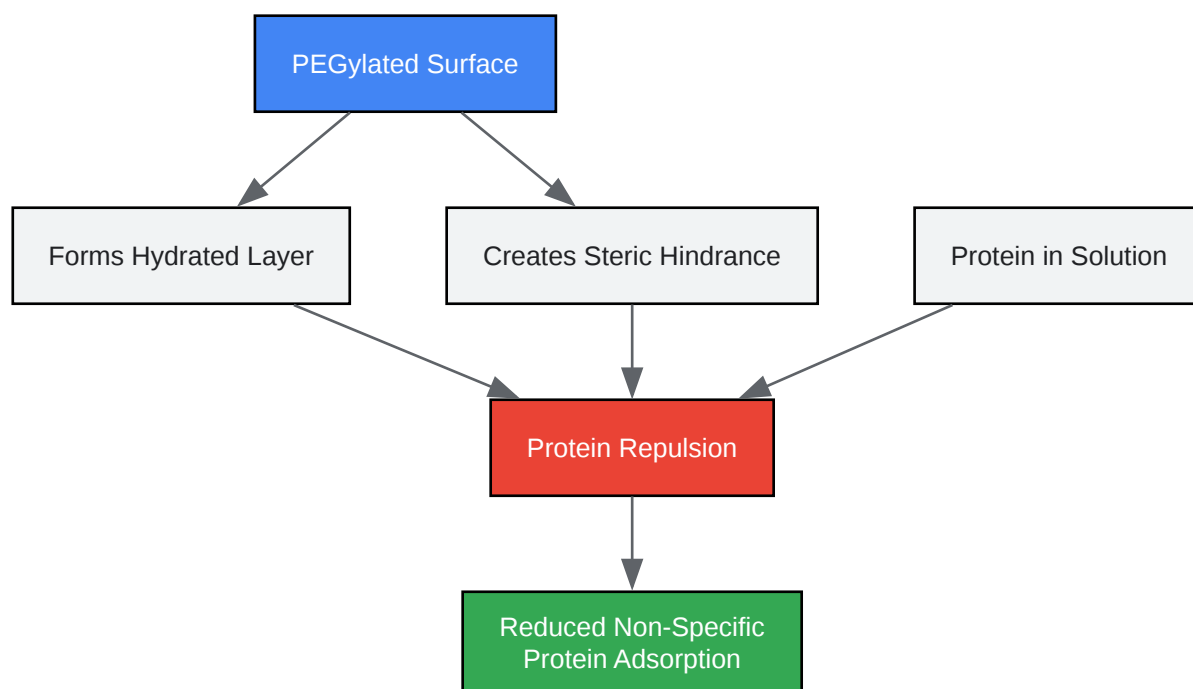 PEGylated Surface
Forms Hydrated Layer
Creates Steric Hindrance
Protein in Solution
Protein Repulsion
Reduced Non-Specific
Protein Adsorption